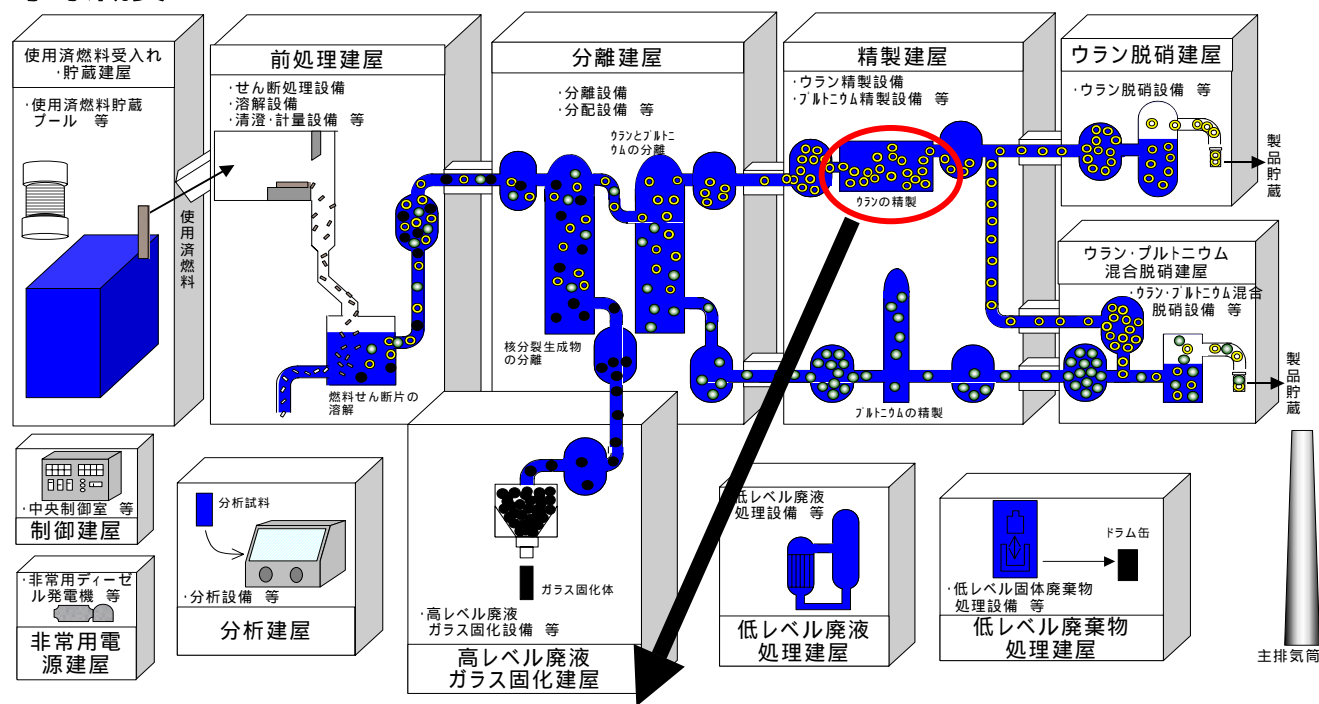 使用済燃料受入れ
・貯蔵建屋
・使用済燃料貯蔵
プール 等
使用済燃料
前処理建屋
・せん断処理設備
・溶解設備
・清澄・計量設備 等
燃料せん断片の
溶解
分離建屋
・分離設備
・分配設備 等
ウランとプルトニ
ウムの分離
核分裂生成物
の分離
精製建屋
・ウラン精製設備
・プルトニウム精製設備 等
ウランの精製
プルトニウムの精製
ウラン脱硝建屋
・ウラン脱硝設備 等
製品貯蔵
ウラン・プルトニウム
混合脱硝建屋
・ウラン・プルトニウム混合
脱硝設備 等
製品貯蔵
・中央制御室 等
制御建屋
・非常用ディーゼ
ル発電機 等
非常用電
源建屋
分析試料
・分析設備 等
分析建屋
ガラス固化体
・高レベル廃液
ガラス固化設備 等
高レベル廃液
ガラス固化建屋
低レベル廃液
処理設備 等
低レベル廃液
処理建屋
ドラム缶
・低レベル固体廃棄物
処理設備 等
低レベル廃棄物
処理建屋
主排気筒